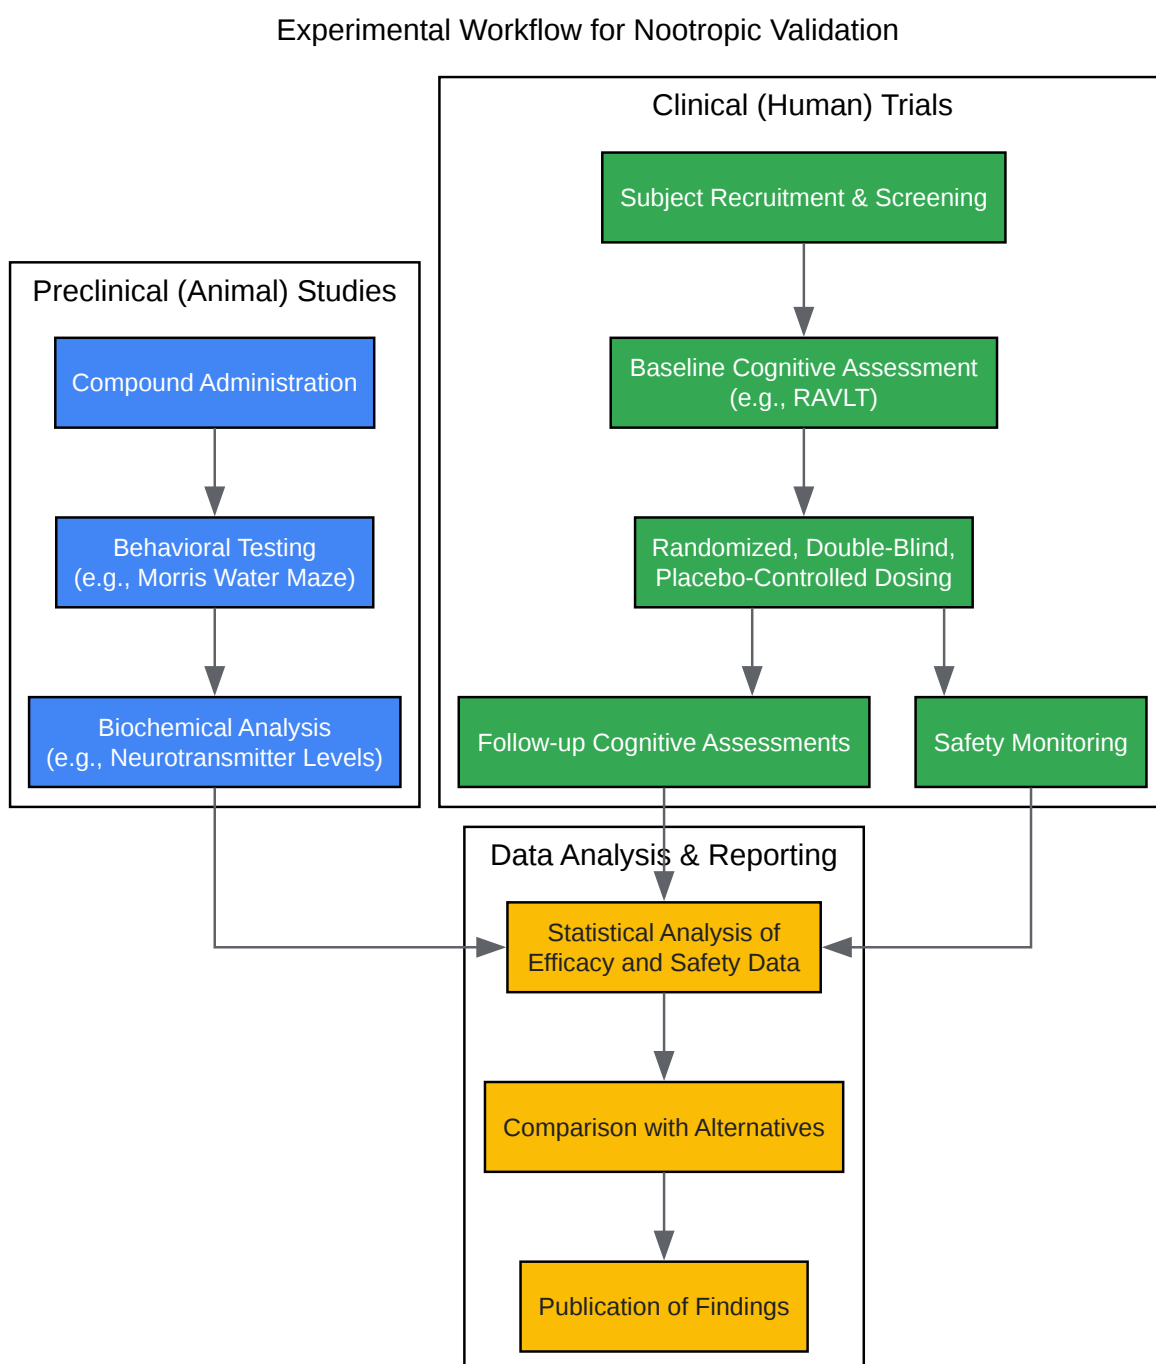 Experimental Workflow for Nootropic Validation
Clinical (Human) Trials
Subject Recruitment & Screening
Preclinical (Animal) Studies
Compound Administration
Baseline Cognitive Assessment
(e.g., RAVLT)
Behavioral Testing
(e.g., Morris Water Maze)
Randomized, Double-Blind,
Placebo-Controlled Dosing
Biochemical Analysis
(e.g., Neurotransmitter Levels)
Follow-up Cognitive Assessments
Safety Monitoring
Data Analysis & Reporting
Statistical Analysis of
Efficacy and Safety Data
Comparison with Alternatives
Publication of Findings